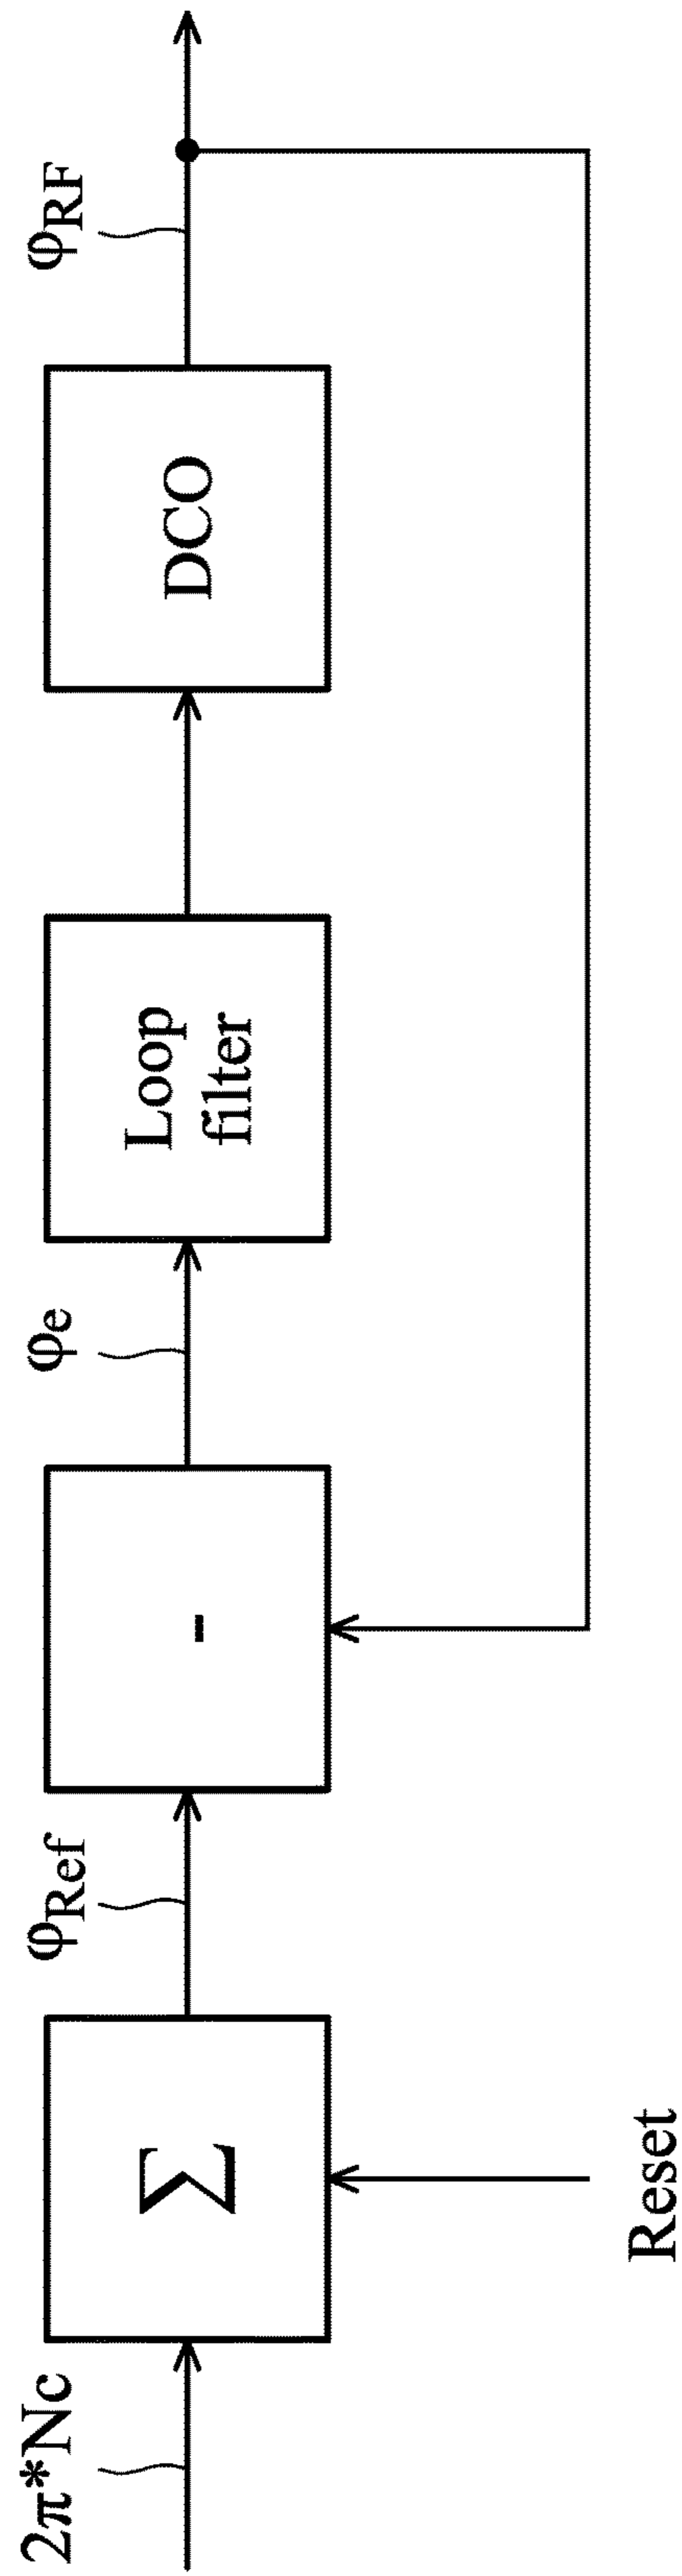 2π*Nc
Σ
Reset
φRef
-
φe
Loop
filter
DCO
φRF